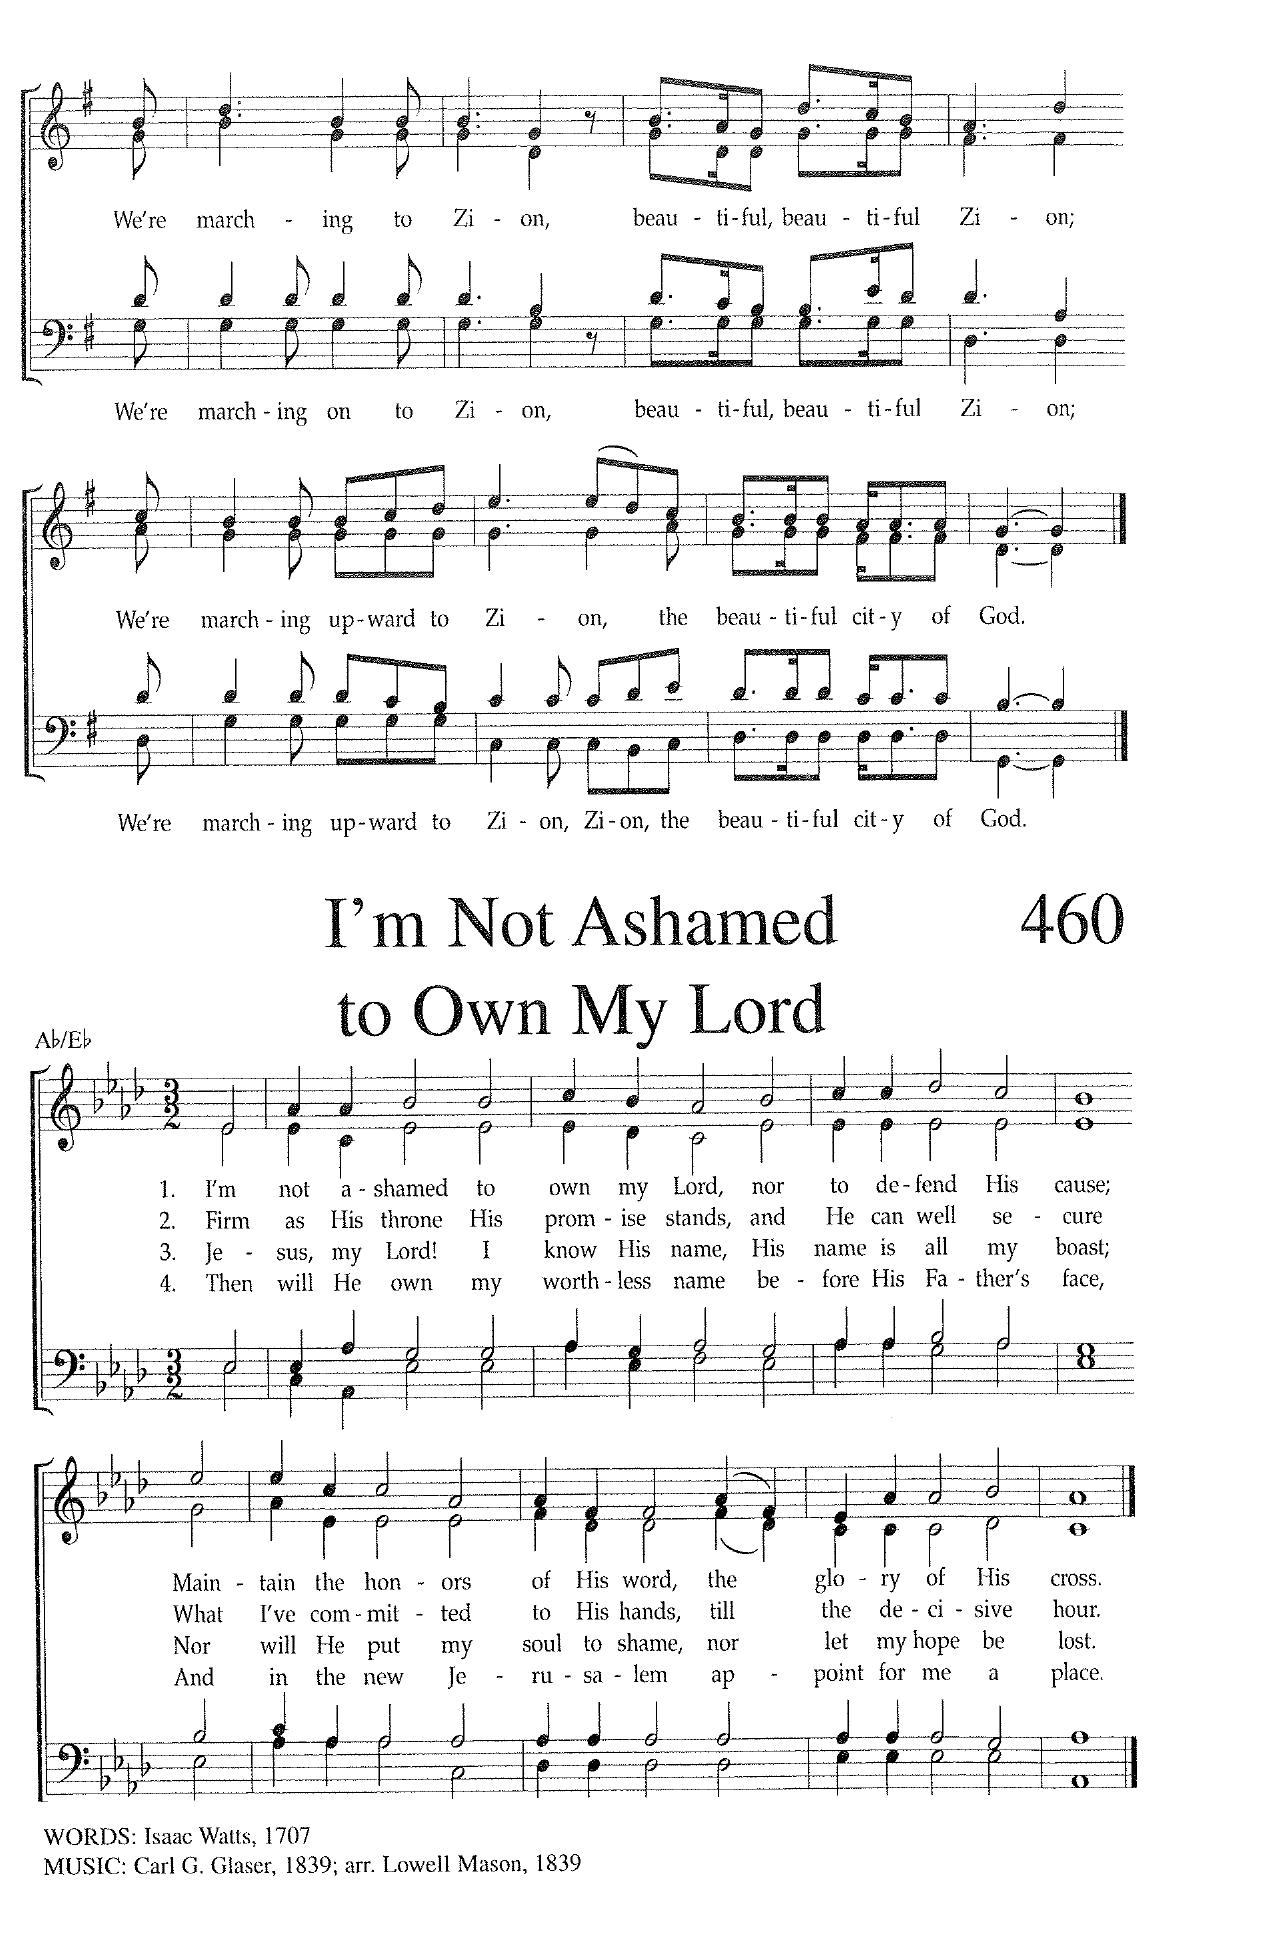 We're march - ing to Zi - on, beau - ti-ful, beau - ti-ful Zi - on;
We're march - ing on to Zi - on, beau - ti-ful, beau - ti-ful Zi - on;
We're march - ing up-ward to Zi - on, the beau - ti-ful cit-y of God.
We're march - ing up-ward to Zi - on, Zi-on, the beau - ti-ful cit-y of God.
I'm Not Ashamed 460
to Own My Lord
A♭/E♭
1. I'm not a - shamed to own my Lord, nor to de-fend His cause;
2. Firm as His throne His prom - ise stands, and He can well se - cure
3. Je - sus, my Lord! I know His name, His name is all my boast;
4. Then will He own my worth-less name be - fore His Fa - ther's face,
Main - tain the hon - ors of His word, the glo - ry of His cross.
What I've com-mit - ted to His hands, till the de - ci - sive hour.
Nor will He put my soul to shame, nor let my hope be lost.
And in the new Je - ru - sa - lem ap - point for me a place.
WORDS: Isaac Watts, 1707
MUSIC: Carl G. Glaser, 1839; arr. Lowell Mason, 1839